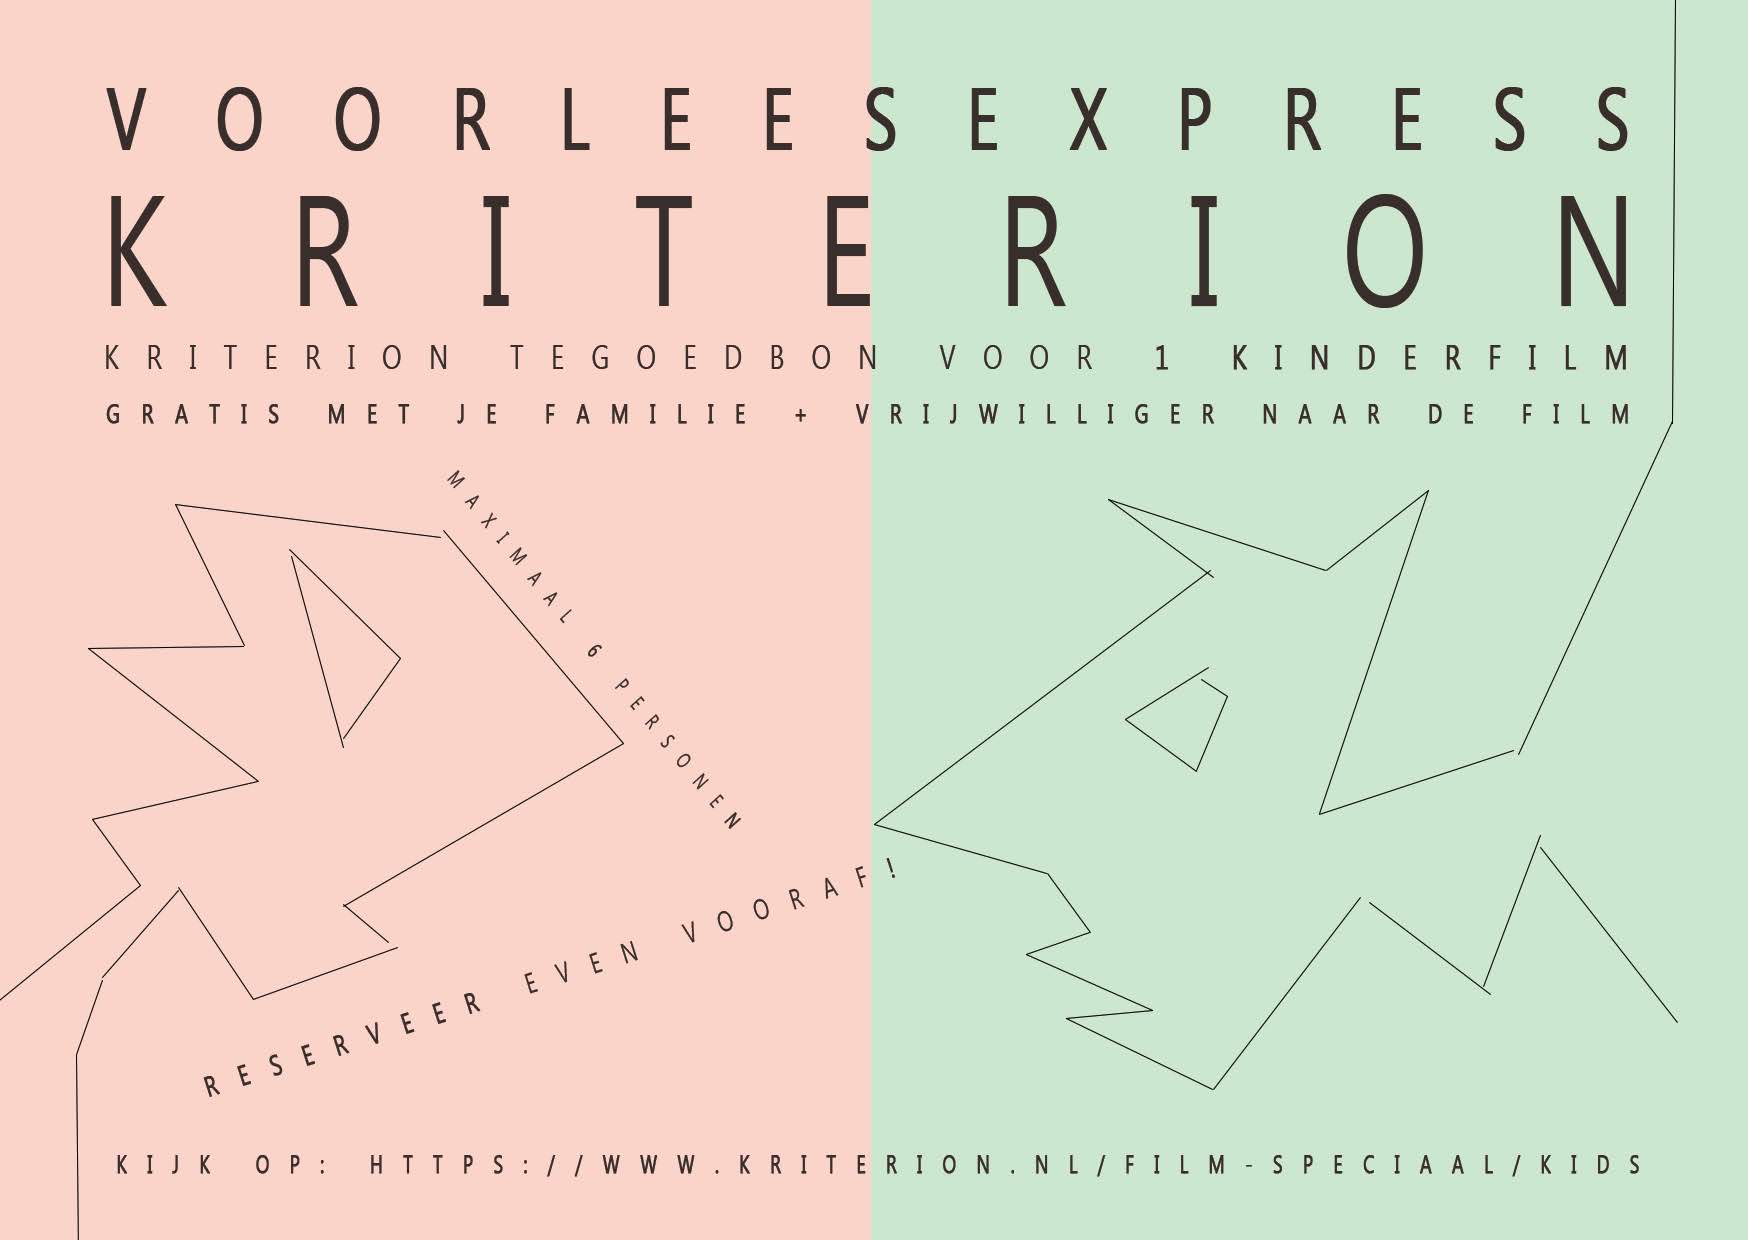 VOORLEESEXPRESS
KRITERION
KRITERION TEGOEDBON VOOR 1 KINDERFILM
GRATIS MET JE FAMILIE + VRIJWILLIGER NAAR DE FILM
MAXIMAAL 6 PERSONEN
RESERVEER EVEN VOORAF!
KIJK OP: HTTPS://WWW.KRITERION.NL/FILM-SPECIAAL/KIDS